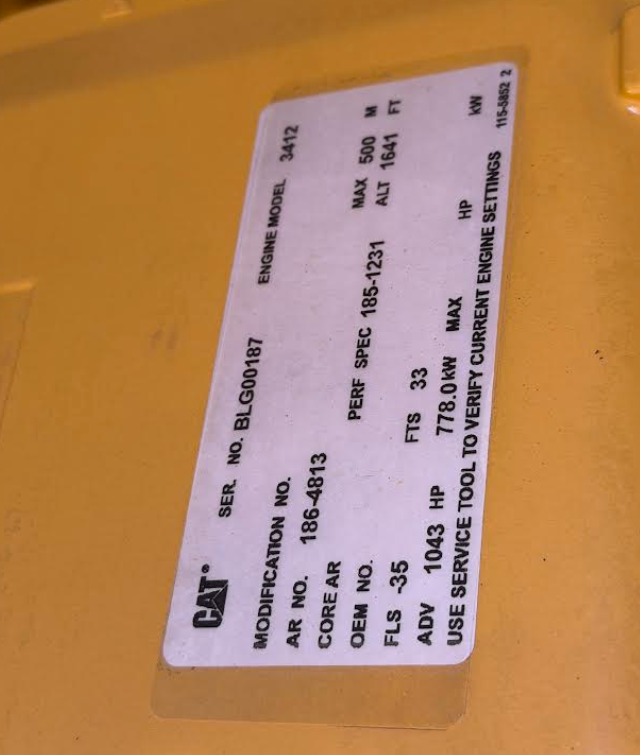 CAT®
SER. NO. BLG00187 ENGINE MODEL 3412
MODIFICATION NO.
AR NO. 186-4813
CORE AR
OEM NO. PERF SPEC 185-1231 MAX 500 M
FLS -35 FTS 33 ALT 1641 FT
ADV 1043 HP 778.0 kW MAX HP kW
USE SERVICE TOOL TO VERIFY CURRENT ENGINE SETTINGS 115-5852 2